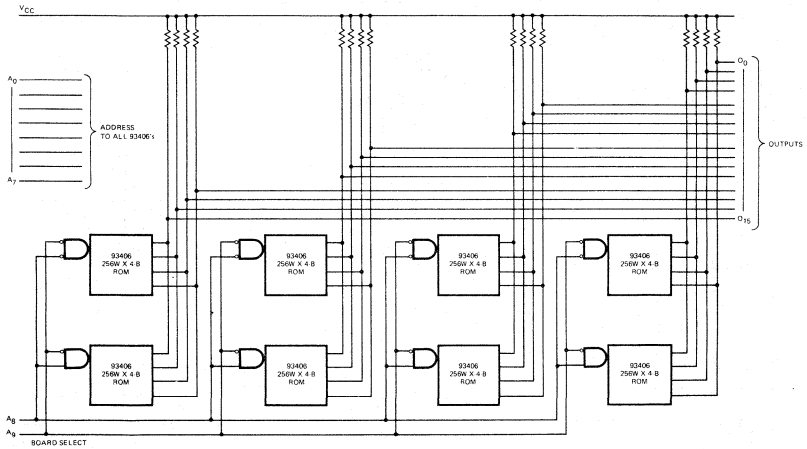 VCC
A0
ADDRESS
TO ALL 93406's
A7
O0
OUTPUTS
O15
93406
256W X 4-B
ROM
93406
256W X 4-B
ROM
93406
256W X 4-B
ROM
93406
256W X 4-B
ROM
93406
256W X 4-B
ROM
93406
256W X 4-B
ROM
93406
256W X 4-B
ROM
93406
256W X 4-B
ROM
A8
A9
BOARD SELECT